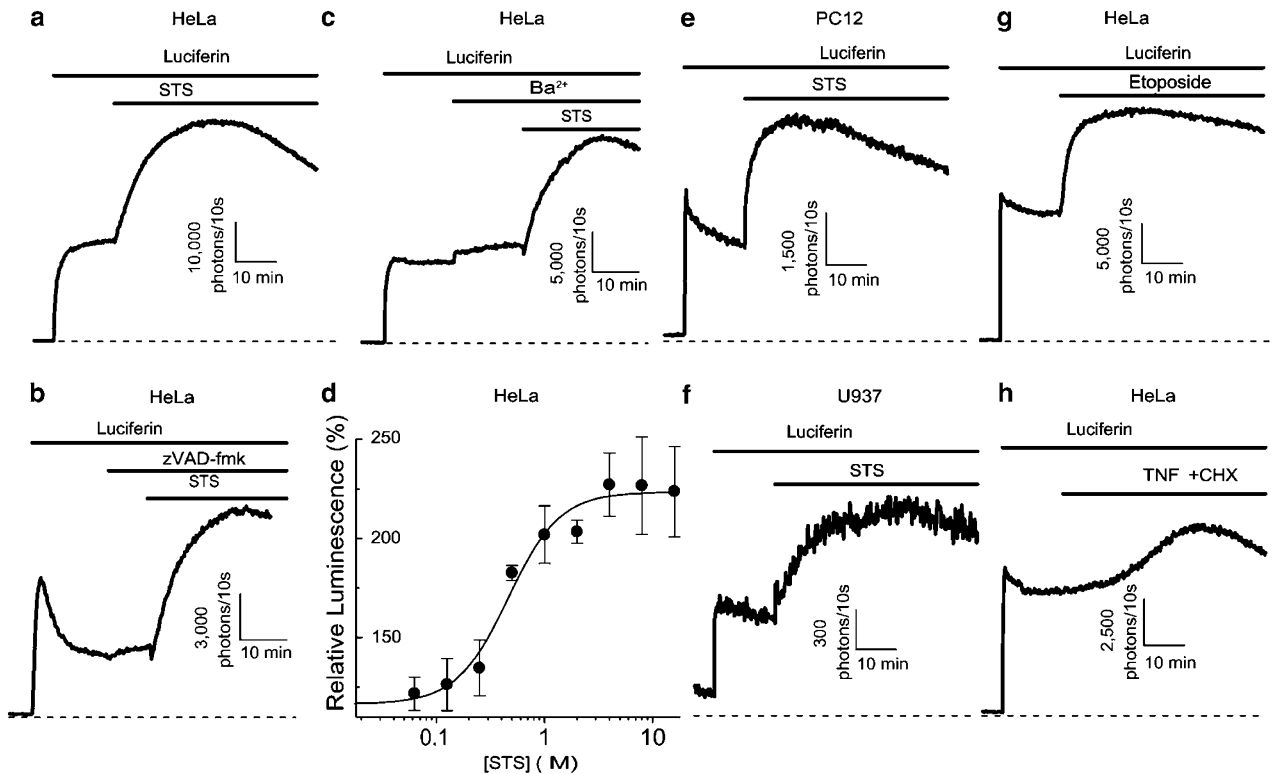 a
HeLa
Luciferin
STS
10,000
photons/10s
10 min
c
HeLa
Luciferin
Ba²⁺
STS
5,000
photons/10s
10 min
e
PC12
Luciferin
STS
1,500
photons/10s
10 min
g
HeLa
Luciferin
Etoposide
5,000
photons/10s
10 min
b
HeLa
Luciferin
zVAD-fmk
STS
3,000
photons/10s
10 min
d
HeLa
Relative Luminescence (%)
250
200
150
0.1
1
10
[STS] ( M)
f
U937
Luciferin
STS
300
photons/10s
10 min
h
HeLa
Luciferin
TNF +CHX
2,500
photons/10s
10 min